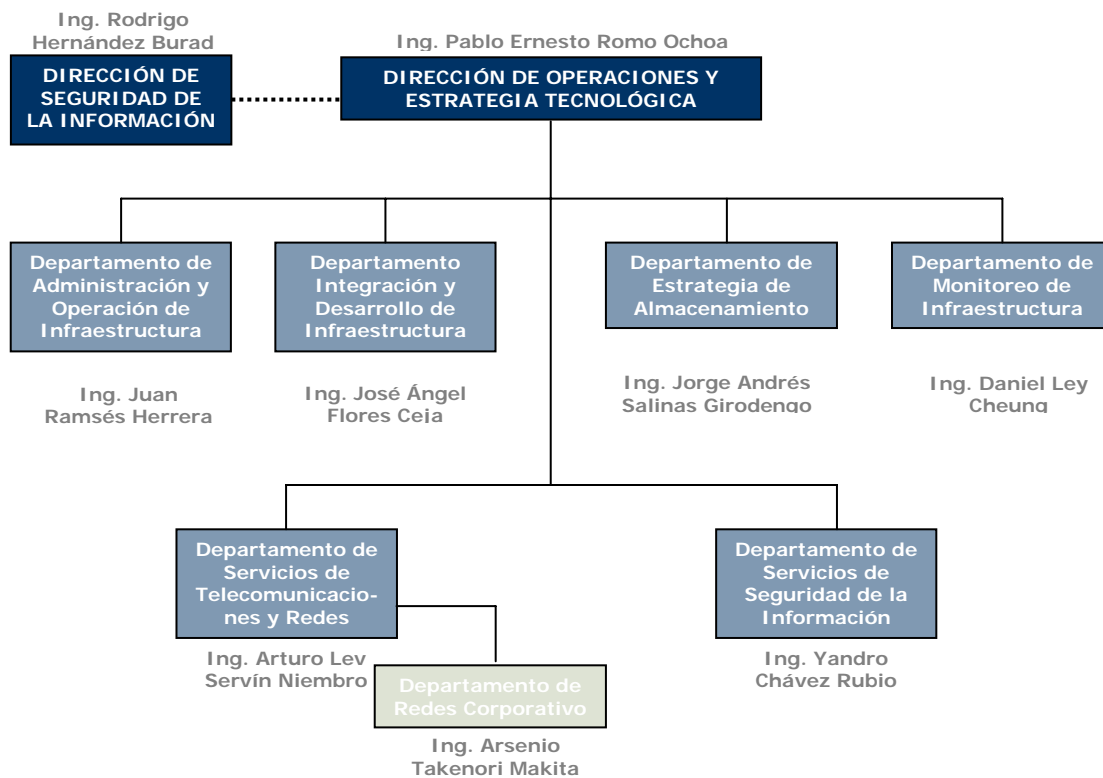 Ing. Rodrigo
Hernández Burad
DIRECCIÓN DE
SEGURIDAD DE
LA INFORMACIÓN
Ing. Pablo Ernesto Romo Ochoa
DIRECCIÓN DE OPERACIONES Y
ESTRATEGIA TECNOLÓGICA
Departamento de
Administración y
Operación de
Infraestructura
Ing. Juan
Ramsés Herrera
Departamento
Integración y
Desarrollo de
Infraestructura
Ing. José Ángel
Flores Ceja
Departamento de
Estrategia de
Almacenamiento
Ing. Jorge Andrés
Salinas Girodengo
Departamento de
Monitoreo de
Infraestructura
Ing. Daniel Ley
Cheung
Departamento de
Servicios de
Telecomunicacio-
nes y Redes
Ing. Arturo Lev
Servín Niembro
Departamento de
Redes Corporativo
Ing. Arsenio
Takenori Makita
Departamento de
Servicios de
Seguridad de la
Información
Ing. Yandro
Chávez Rubio